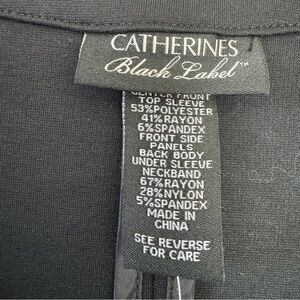 CATHERINES
Black Label™
CENTER FRONT
TOP SLEEVE
53%POLYESTER
41%RAYON
6%SPANDEX
FRONT SIDE
PANELS
BACK BODY
UNDER SLEEVE
NECKBAND
67%RAYON
28%NYLON
5%SPANDEX
MADE IN
CHINA
SEE REVERSE
FOR CARE